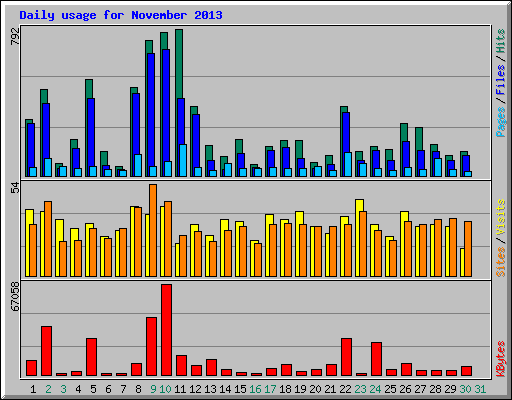 Daily usage for November 2013
792
54
67058
Pages / Files / Hits
Sites / Visits
KBytes
1 2 3 4 5 6 7 8 9 10 11 12 13 14 15 16 17 18 19 20 21 22 23 24 25 26 27 28 29 30 31